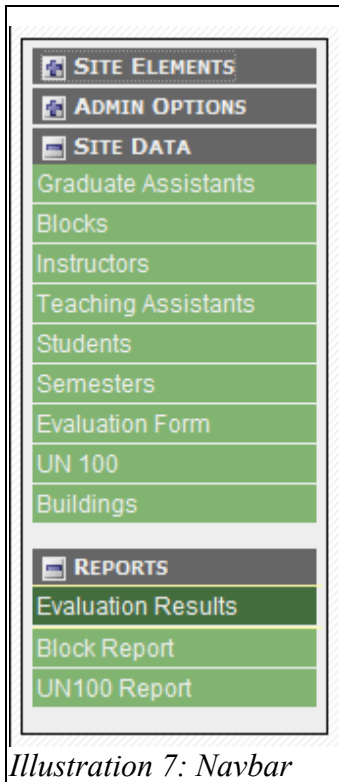 SITE ELEMENTS
ADMIN OPTIONS
SITE DATA
Graduate Assistants
Blocks
Instructors
Teaching Assistants
Students
Semesters
Evaluation Form
UN 100
Buildings
REPORTS
Evaluation Results
Block Report
UN100 Report
Illustration 7: Navbar